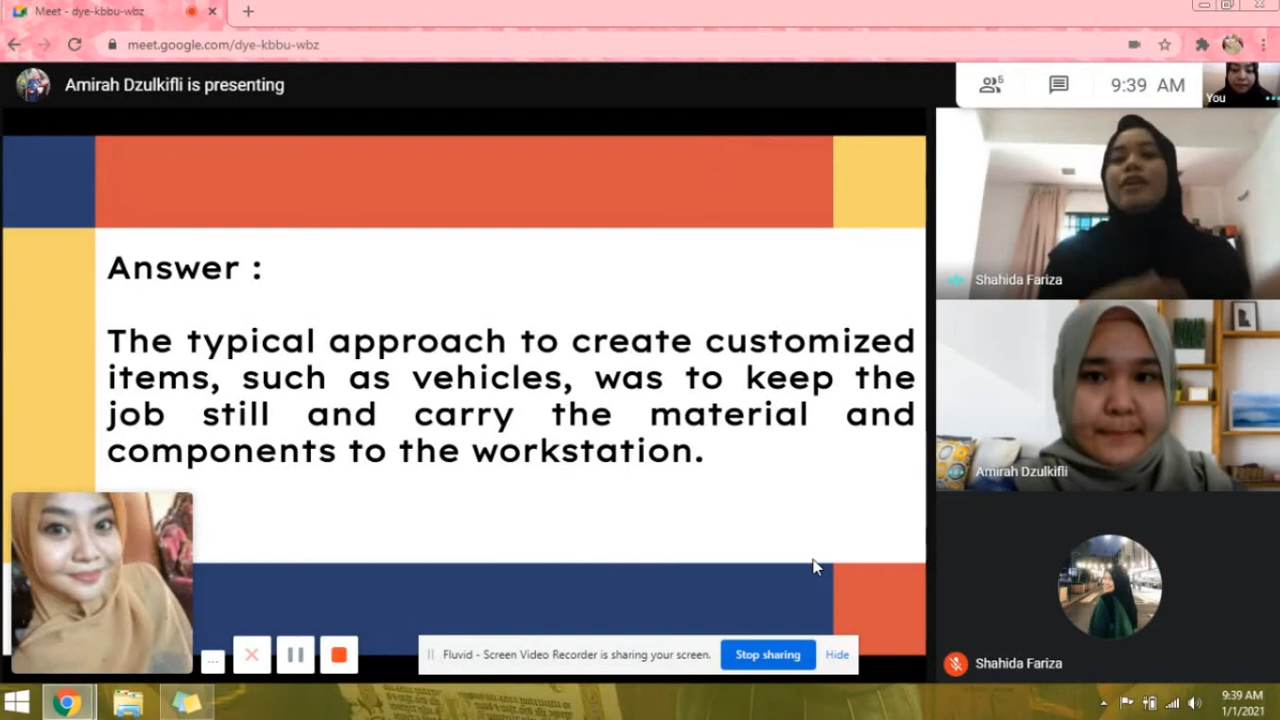 Meet - dye-kbbu-wbz
meet.google.com/dye-kbbu-wbz
Amirah Dzulkifli is presenting
5
9:39 AM
You
Answer :
The typical approach to create customized
items, such as vehicles, was to keep the
job still and carry the material and
components to the workstation.
Shahida Fariza
Amirah Dzulkifli
Shahida Fariza
...
Fluvid - Screen Video Recorder is sharing your screen.
Stop sharing
Hide
9:39 AM
1/1/2021